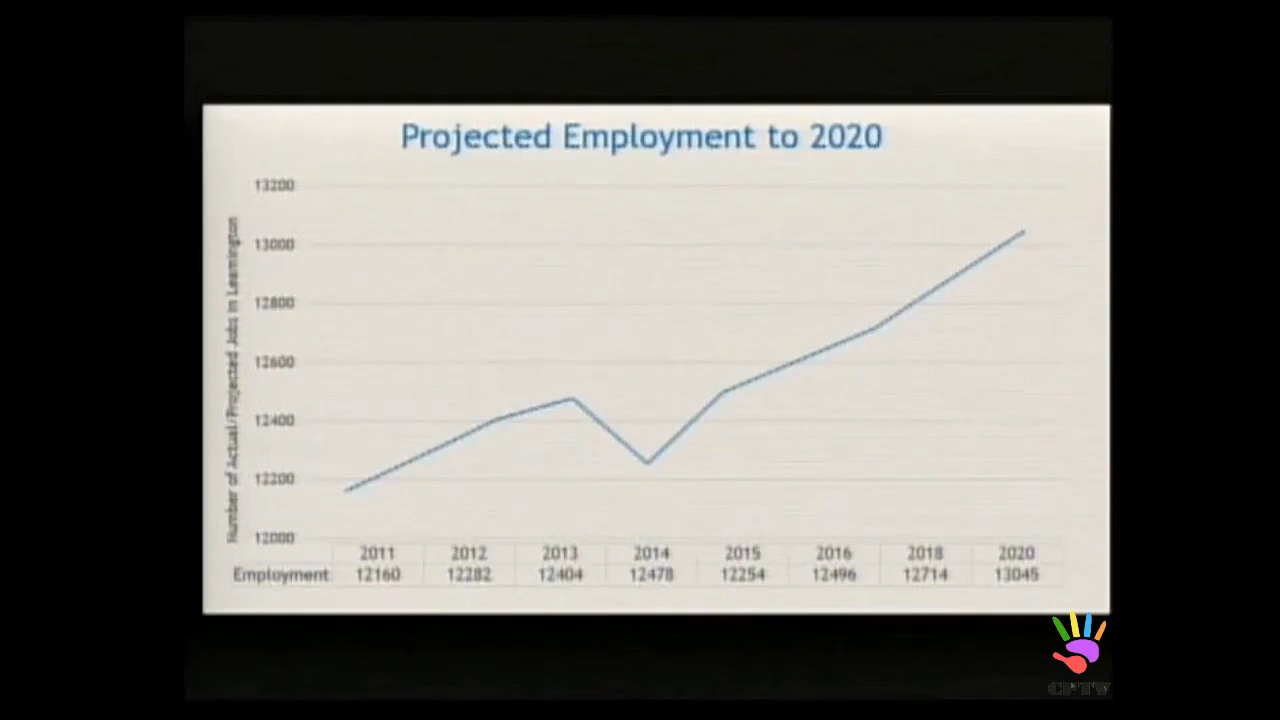 Projected Employment to 2020
Number of Actual/Projected Jobs in Leamington
13200
13000
12800
12600
12400
12200
12000
2011 2012 2013 2014 2015 2016 2018 2020
Employment 12160 12282 12404 12478 12254 12496 12714 13045
CPTV